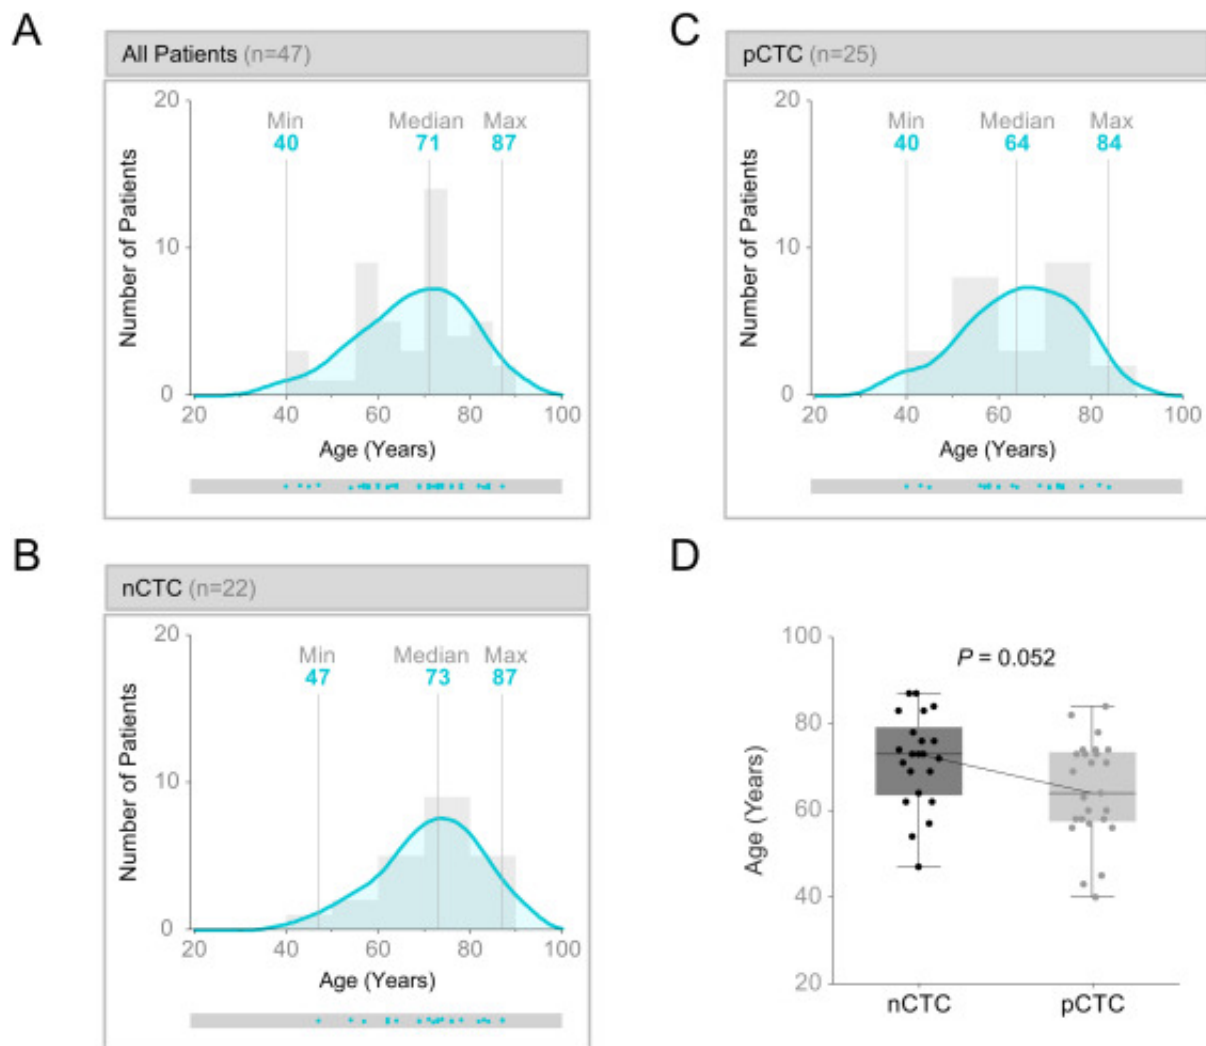 A
All Patients (n=47)
20
10
0
Number of Patients
Min
40
Median
71
Max
87
20 40 60 80 100
Age (Years)
B
nCTC (n=22)
20
10
0
Number of Patients
Min
47
Median
73
Max
87
20 40 60 80 100
Age (Years)
C
pCTC (n=25)
20
10
0
Number of Patients
Min
40
Median
64
Max
84
20 40 60 80 100
Age (Years)
D
P = 0.052
100
80
60
40
20
Age (Years)
nCTC pCTC